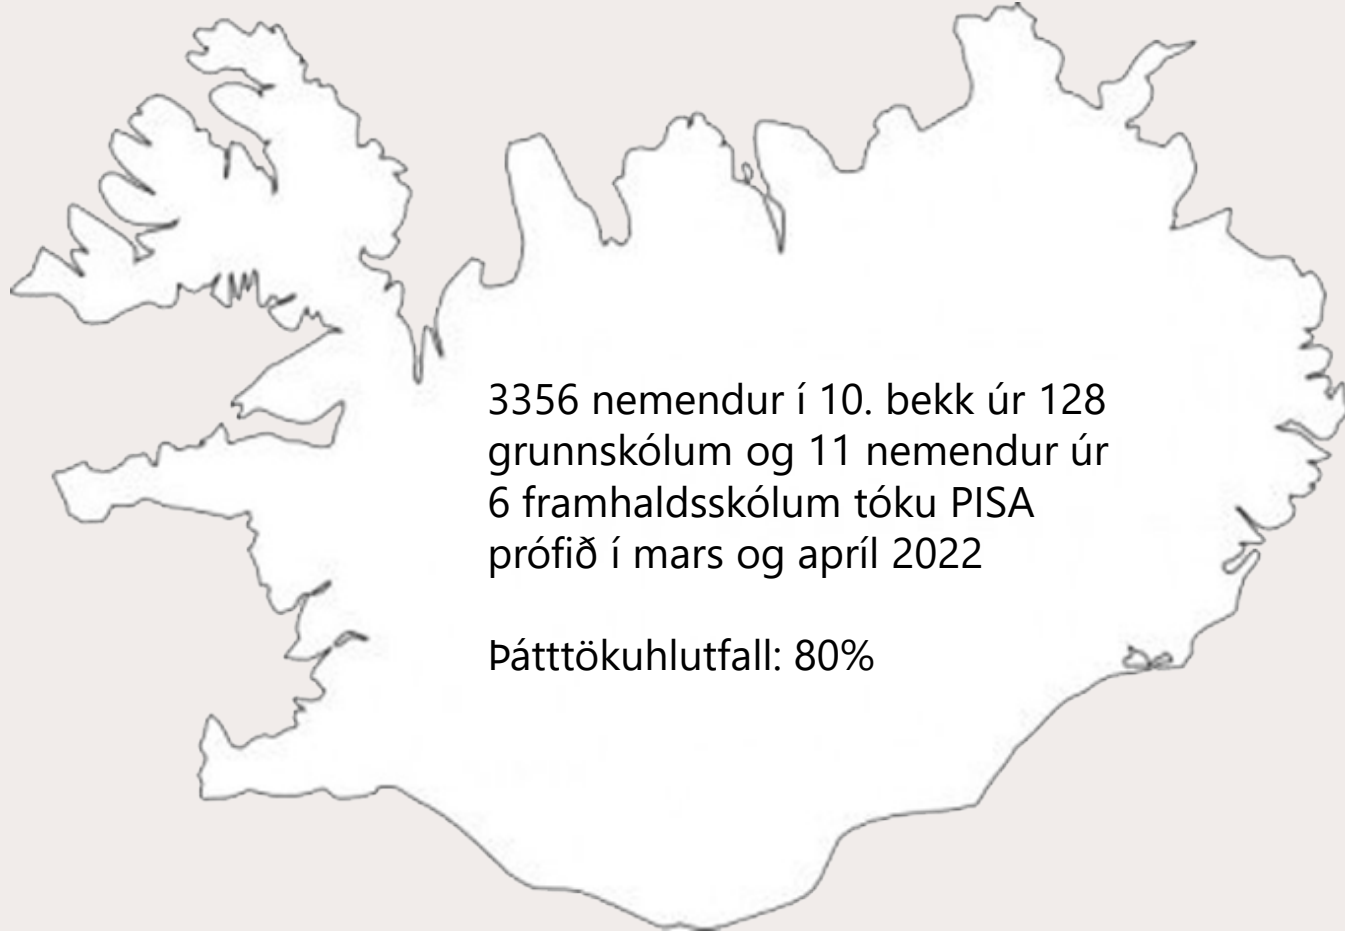 3356 nemendur í 10. bekk úr 128
grunnskólum og 11 nemendur úr
6 framhaldsskólum tóku PISA
prófið í mars og apríl 2022
Þátttökuhlutfall: 80%